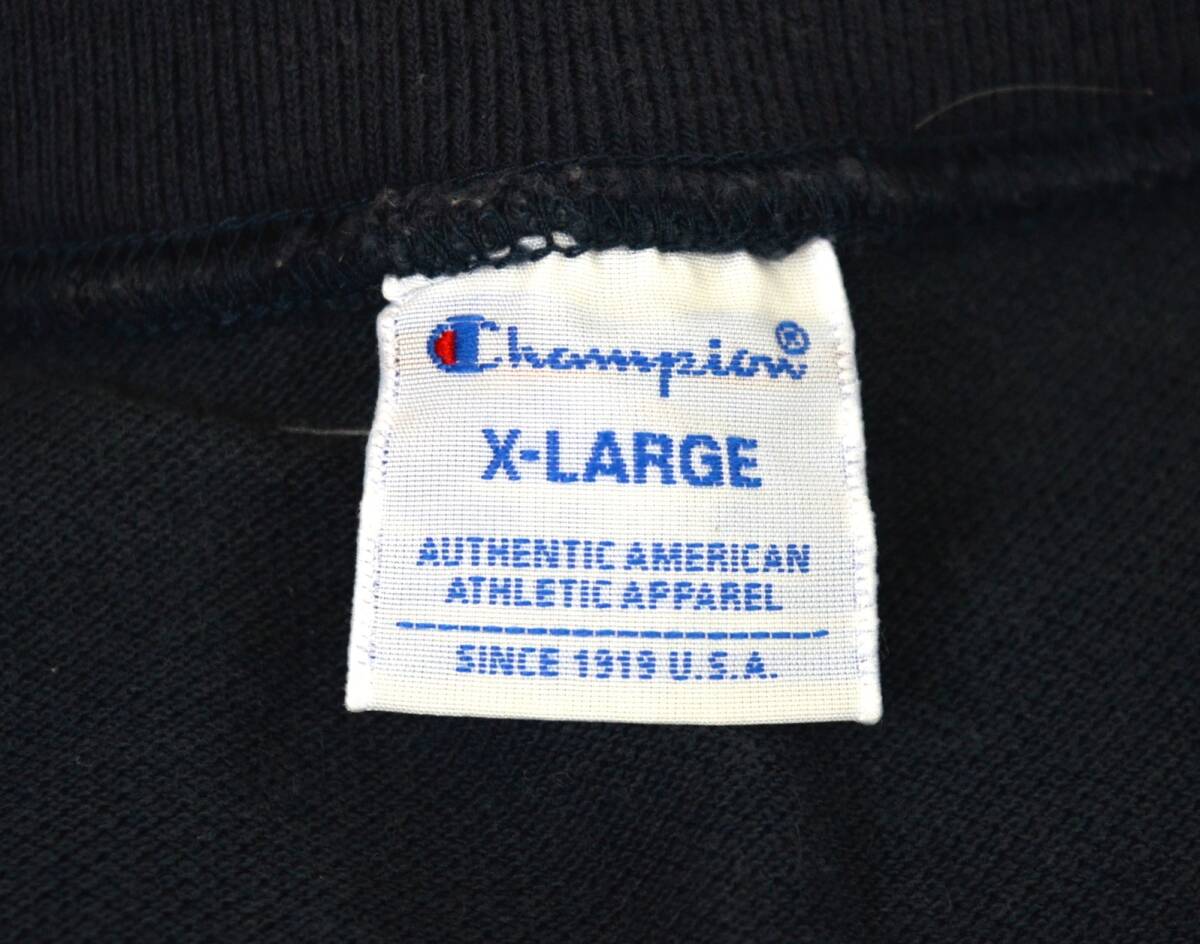 Champion®
X-LARGE
AUTHENTIC AMERICAN
ATHLETIC APPAREL
SINCE 1919 U.S.A.